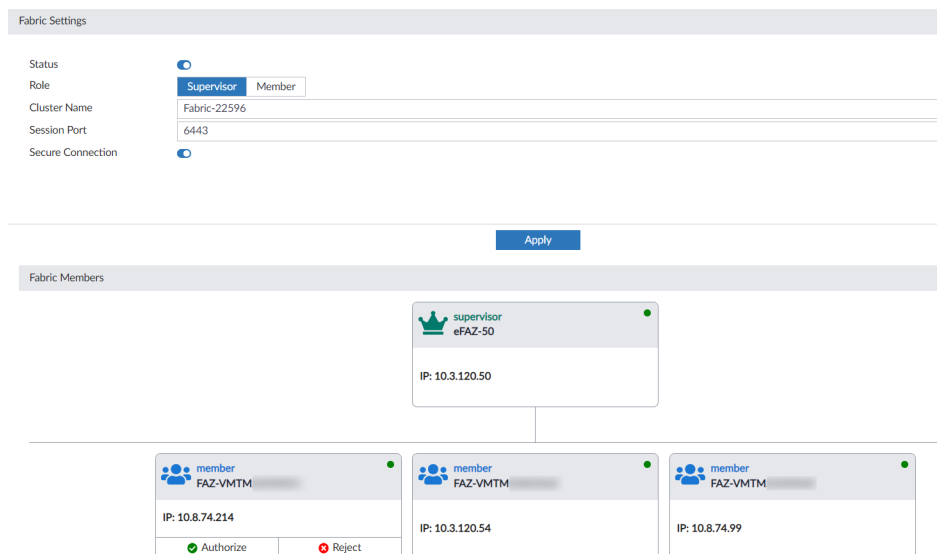 Fabric Settings
Status
Role Supervisor Member
Cluster Name Fabric-22596
Session Port 6443
Secure Connection
Apply
Fabric Members
supervisor
eFAZ-50
IP: 10.3.120.50
member member member
FAZ-VMTM FAZ-VMTM FAZ-VMTM
IP: 10.8.74.214 IP: 10.3.120.54 IP: 10.8.74.99
Authorize Reject